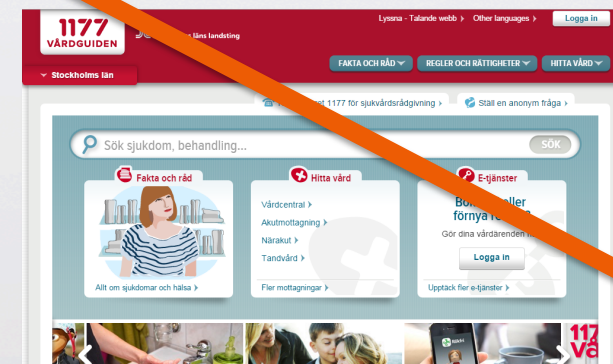 Lyssna - Talande webb
Other languages
Logga in
1177
VÅRDGUIDEN
läns landsting
FAKTA OCH RÅD
REGLER OCH RÄTTIGHETER
HITTA VÅRD
Stockholms län
1177 för sjukvårdsrådgivning
Ställ en anonym fråga
Sök sjukdom, behandling...
SÖK
Fakta och råd
Allt om sjukdomar och hälsa
Hitta vård
Vårdcentral
Akutmottagning
Närakut
Tandvård
Fler mottagningar
E-tjänster
förnya
Gör dina vårdärenden
Logga in
Upptäck fler e-tjänster